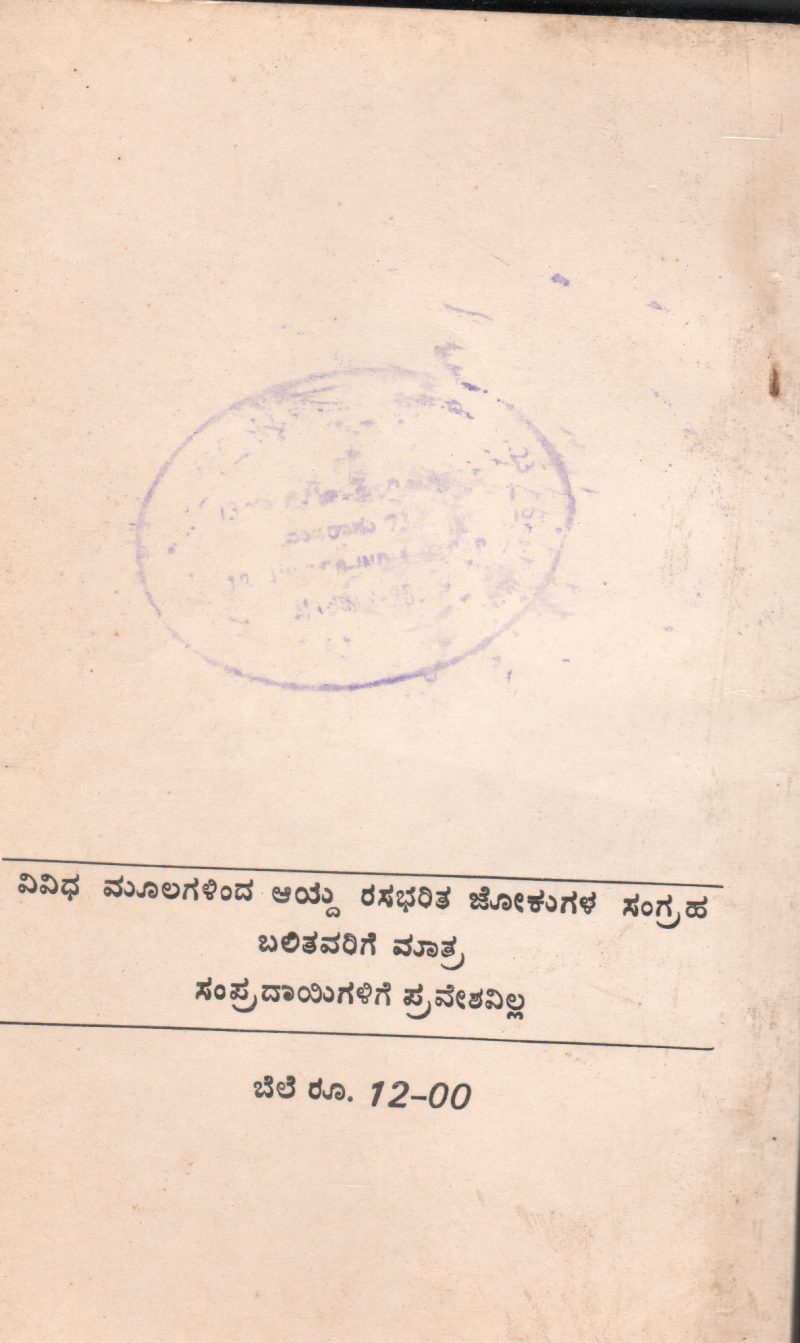 ವಿವಿಧ ಮೂಲಗಳಿಂದ ಆಯ್ದ ರಸಭರಿತ ಜೋಕುಗಳ ಸಂಗ್ರಹ
ಬಲಿತವರಿಗೆ ಮಾತ್ರ
ಸಂಪ್ರದಾಯಿಗಳಿಗೆ ಪ್ರವೇಶವಿಲ್ಲ
ಬೆಲೆ ರೂ. 12-00